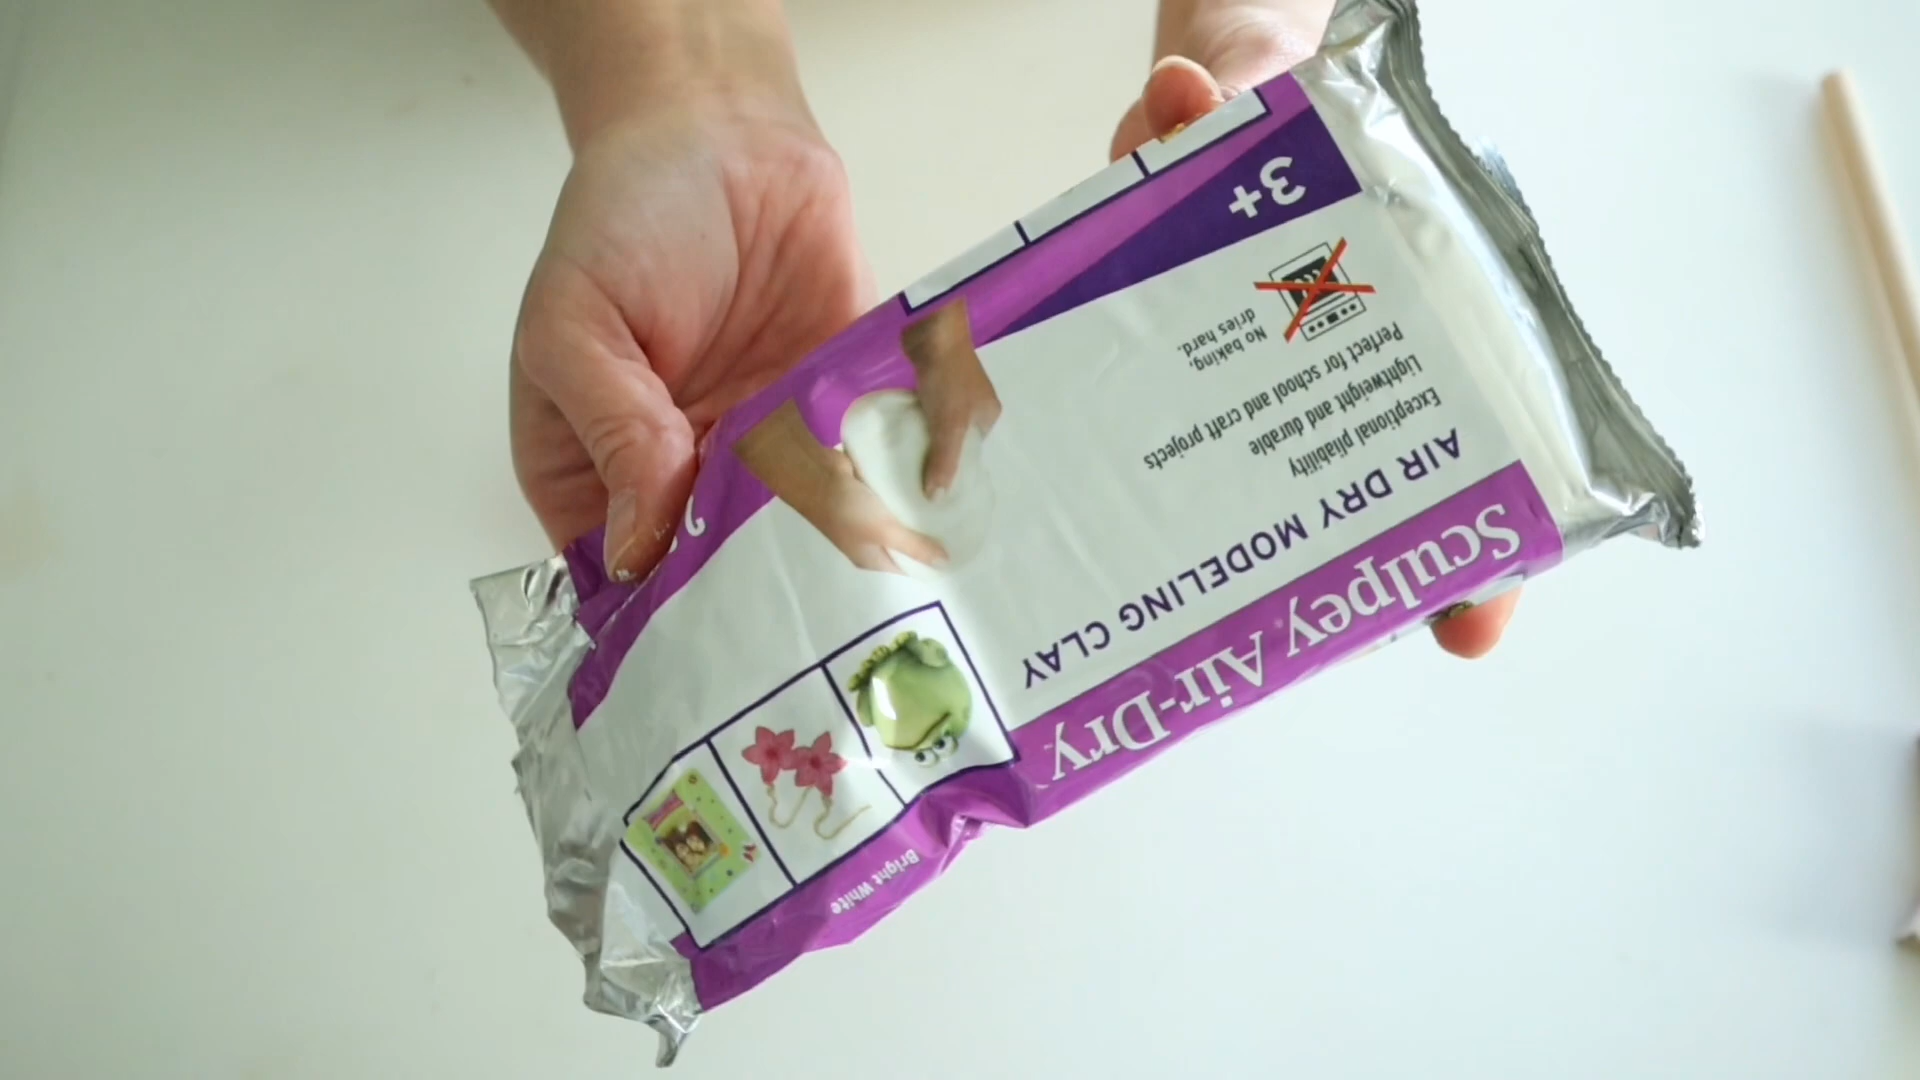 Sculpey Air-Dry
AIR DRY MODELING CLAY
Exceptional pliability
Lightweight and durable
Perfect for school and craft projects
No baking,
dries hard.
3+
Bright White